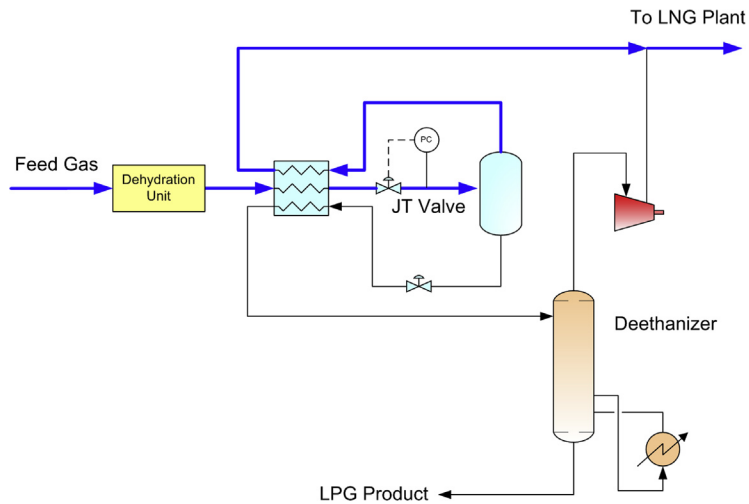 To LNG Plant
Feed Gas
Dehydration
Unit
PC
JT Valve
Deethanizer
LPG Product